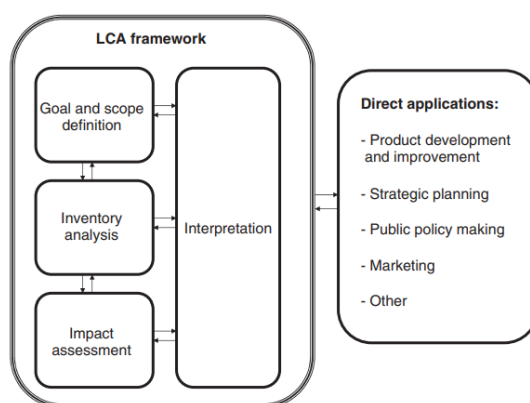 LCA framework
Goal and scope
definition
Inventory
analysis
Impact
assessment
Interpretation
Direct applications:
- Product development
and improvement
- Strategic planning
- Public policy making
- Marketing
- Other